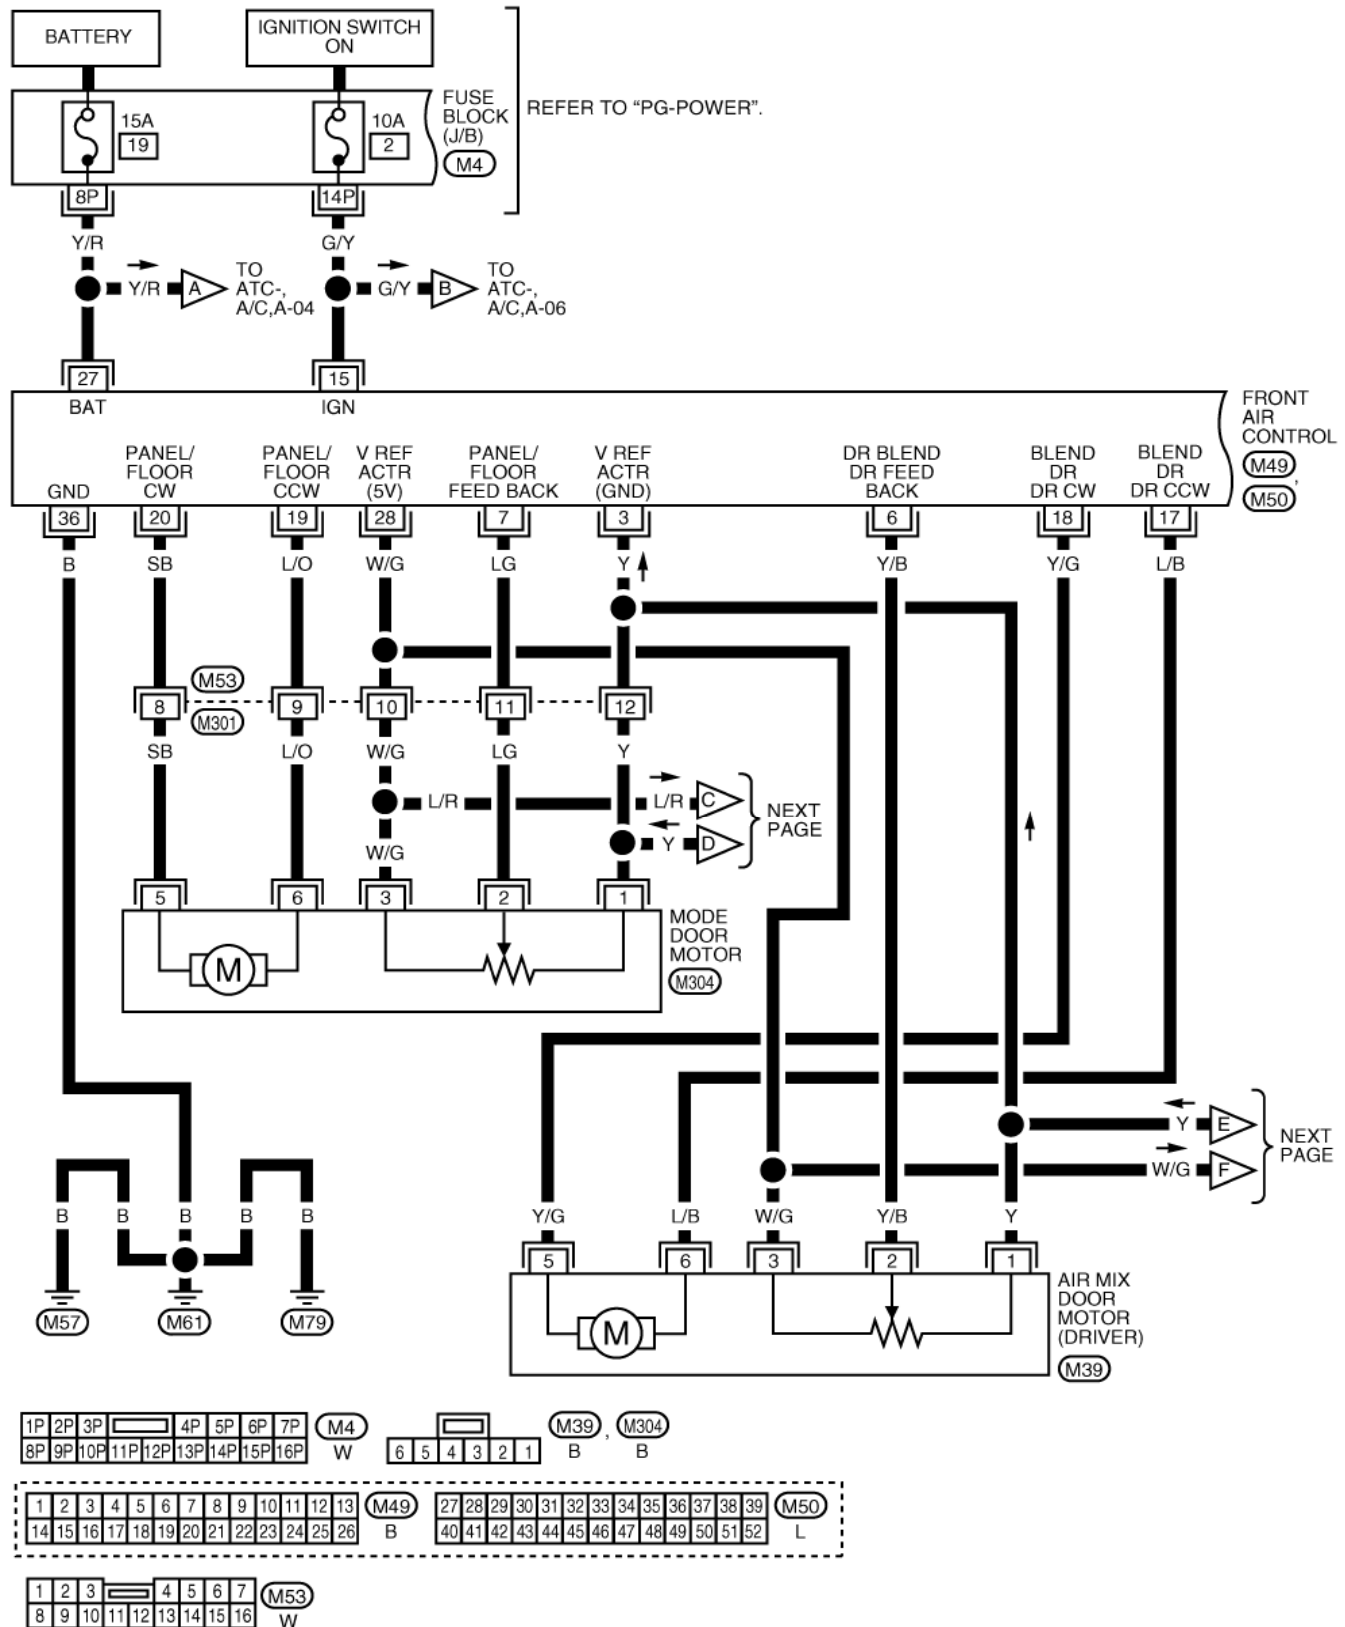 BATTERY
IGNITION SWITCH
ON
FUSE
BLOCK
(J/B)
M4
REFER TO “PG-POWER”.
15A
19
10A
2
8P
14P
Y/R
G/Y
Y/R
A
TO
ATC-,
A/C,A-04
G/Y
B
TO
ATC-,
A/C,A-06
27
15
BAT
IGN
FRONT
AIR
CONTROL
M49
,
M50
GND
PANEL/
FLOOR
CW
PANEL/
FLOOR
CCW
V REF
ACTR
(5V)
PANEL/
FLOOR
FEED BACK
V REF
ACTR
(GND)
DR BLEND
DR FEED
BACK
BLEND
DR
DR CW
BLEND
DR
DR CCW
36 20 19 28 7 3 6 18 17
B SB L/O W/G LG Y Y/B Y/G L/B
M53
8 9 10 11 12
M301
SB L/O W/G LG Y
L/R L/R C
Y D
NEXT
PAGE
W/G
5 6 3 2 1
M
MODE
DOOR
MOTOR
M304
Y E
W/G F
NEXT
PAGE
B B B B B
Y/G L/B W/G Y/B Y
5 6 3 2 1
M
AIR MIX
DOOR
MOTOR
(DRIVER)
M39
M57 M61 M79
1P 2P 3P 4P 5P 6P 7P
8P 9P 10P 11P 12P 13P 14P 15P 16P
M4
W
6 5 4 3 2 1
M39 , M304
B B
1 2 3 4 5 6 7 8 9 10 11 12 13
14 15 16 17 18 19 20 21 22 23 24 25 26
M49
B
27 28 29 30 31 32 33 34 35 36 37 38 39
40 41 42 43 44 45 46 47 48 49 50 51 52
M50
L
1 2 3 4 5 6 7
8 9 10 11 12 13 14 15 16
M53
W